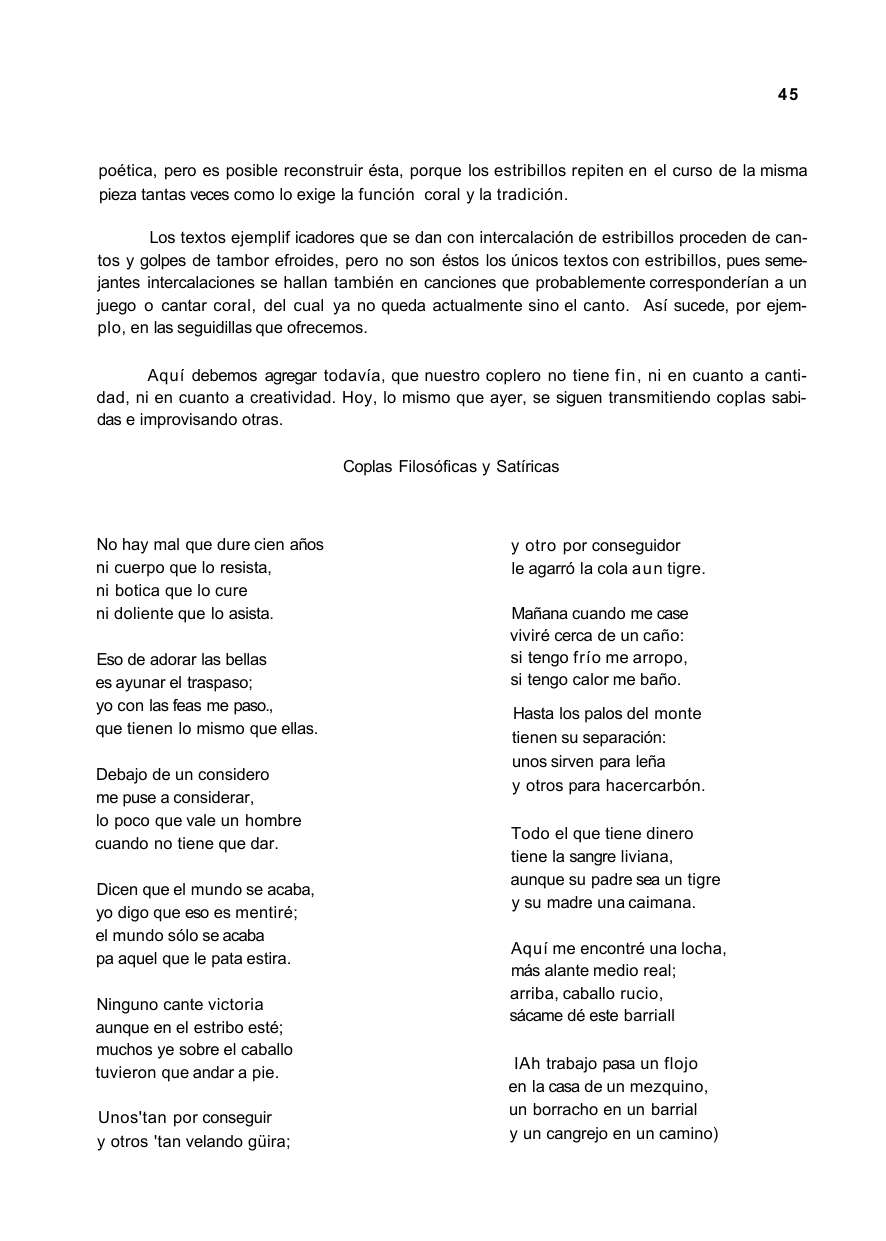 45
poética, pero es posible reconstruir ésta, porque los estribillos repiten en el curso de la misma
pieza tantas veces como lo exige la función coral y la tradición.
Los textos ejemplif icadores que se dan con intercalación de estribillos proceden de can-
tos y golpes de tambor efroides, pero no son éstos los únicos textos con estribillos, pues seme-
jantes intercalaciones se hallan también en canciones que probablemente corresponderían a un
juego o cantar coral, del cual ya no queda actualmente sino el canto. Así sucede, por ejem-
plo, en las seguidillas que ofrecemos.
Aquí debemos agregar todavía, que nuestro coplero no tiene fin, ni en cuanto a canti-
dad, ni en cuanto a creatividad. Hoy, lo mismo que ayer, se siguen transmitiendo coplas sabi-
das e improvisando otras.
Coplas Filosóficas y Satíricas
No hay mal que dure cien años
ni cuerpo que lo resista,
ni botica que lo cure
ni doliente que lo asista.
Eso de adorar las bellas
es ayunar el traspaso;
yo con las feas me paso.,
que tienen lo mismo que ellas.
Debajo de un considero
me puse a considerar,
lo poco que vale un hombre
cuando no tiene que dar.
Dicen que el mundo se acaba,
yo digo que eso es mentiré;
el mundo sólo se acaba
pa aquel que le pata estira.
Ninguno cante victoria
aunque en el estribo esté;
muchos ye sobre el caballo
tuvieron que andar a pie.
Unos'tan por conseguir
y otros 'tan velando güira;
y otro por conseguidor
le agarró la cola aun tigre.
Mañana cuando me case
viviré cerca de un caño:
si tengo frío me arropo,
si tengo calor me baño.
Hasta los palos del monte
tienen su separación:
unos sirven para leña
y otros para hacercarbón.
Todo el que tiene dinero
tiene la sangre liviana,
aunque su padre sea un tigre
y su madre una caimana.
Aquí me encontré una locha,
más alante medio real;
arriba, caballo rucio,
sácame dé este barriall
lAh trabajo pasa un flojo
en la casa de un mezquino,
un borracho en un barrial
y un cangrejo en un camino)